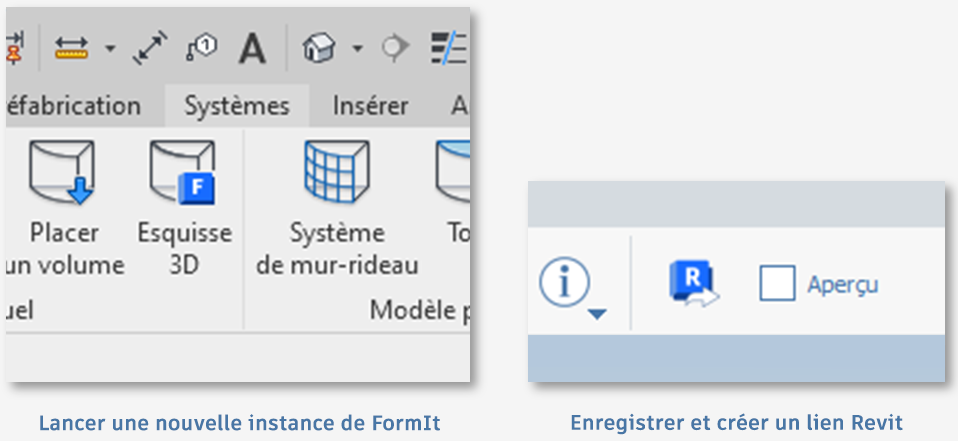 1
A
éfabrication Systèmes Insérer A
F
Placer Esquisse Système To
un volume 3D de mur-rideau
uel Modèle p
R
i Aperçu
Lancer une nouvelle instance de FormIt
Enregistrer et créer un lien Revit